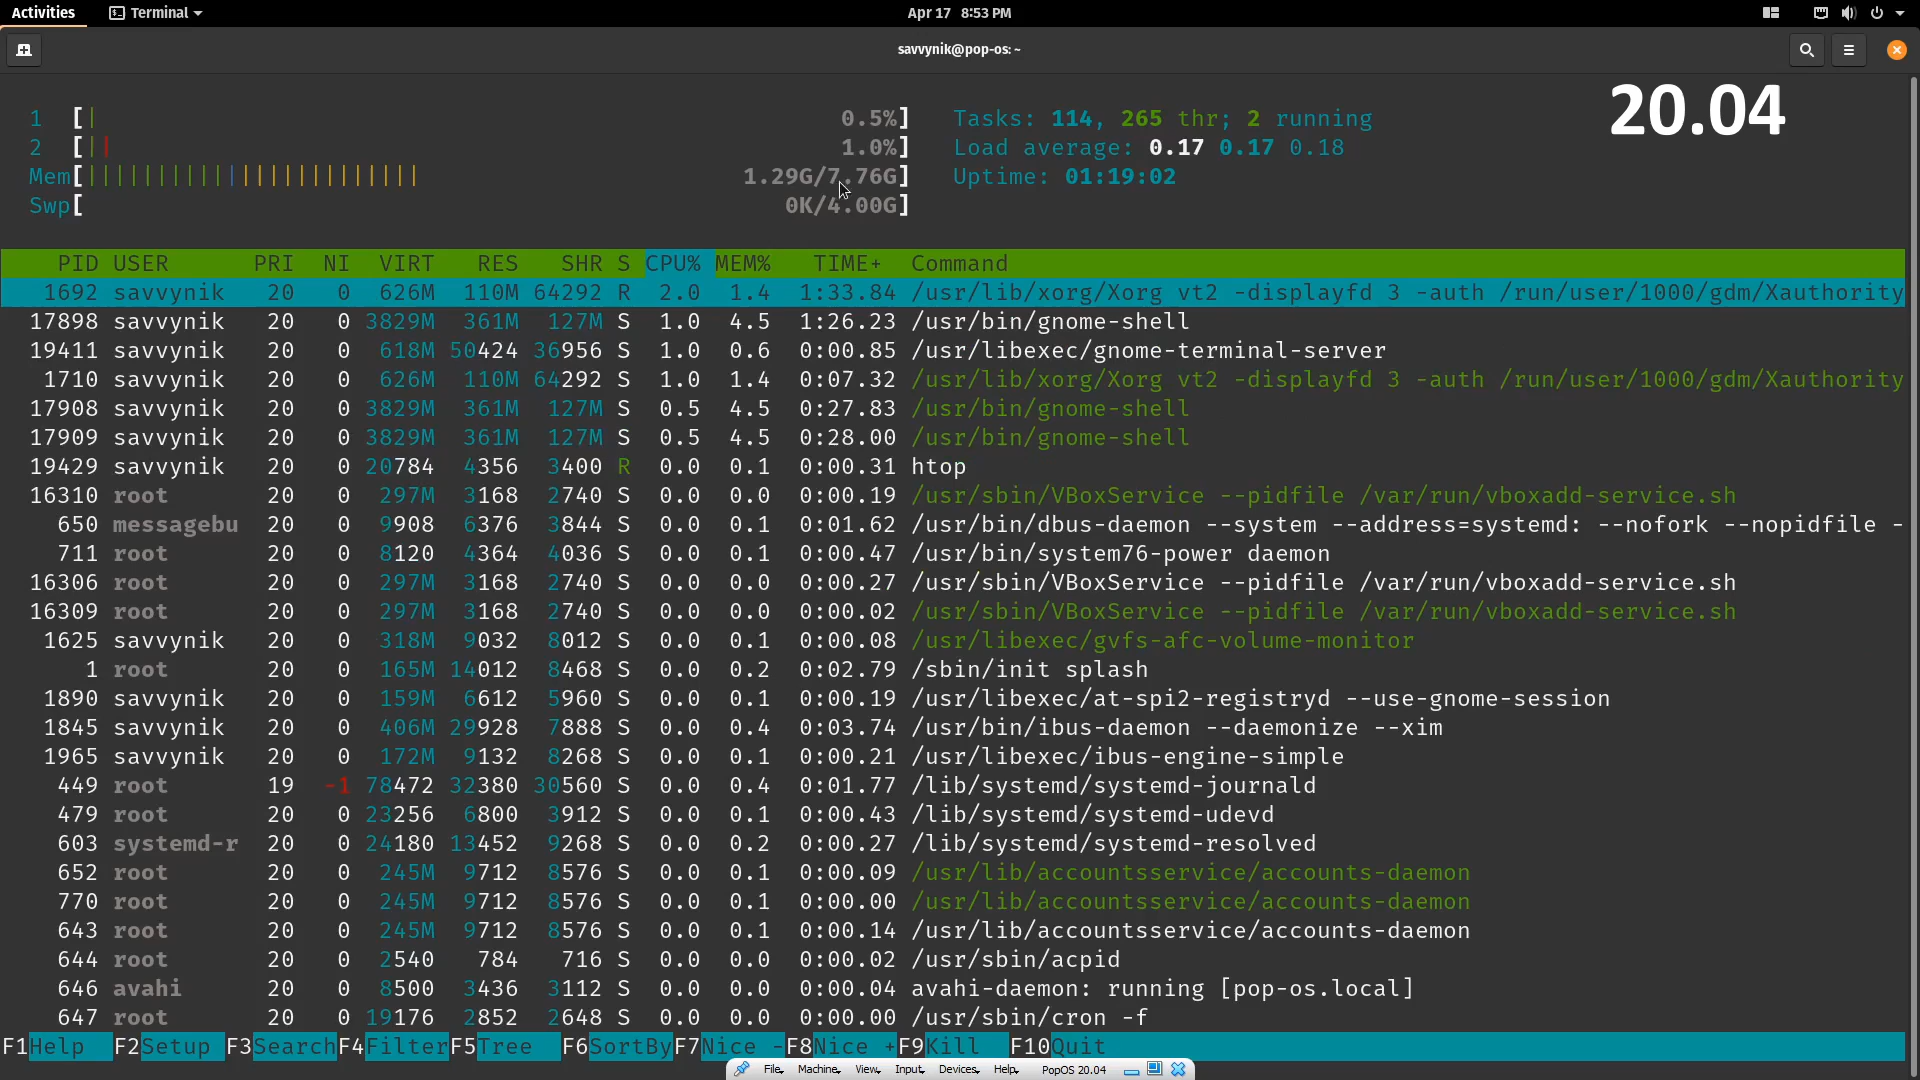 Activities Terminal Apr 17 8:53 PM
savvynik@pop-os: ~
20.04
1 [| 0.5%] Tasks: 114, 265 thr; 2 running
2 [|| 1.0%] Load average: 0.17 0.17 0.18
Mem[|||||||||||||||||||||||| 1.29G/7.76G] Uptime: 01:19:02
Swp[ 0K/4.00G]
PID USER PRI NI VIRT RES SHR S CPU% MEM% TIME+ Command
1692 savvynik 20 0 626M 110M 64292 R 2.0 1.4 1:33.84 /usr/lib/xorg/Xorg vt2 -displayfd 3 -auth /run/user/1000/gdm/Xauthority
17898 savvynik 20 0 3829M 361M 127M S 1.0 4.5 1:26.23 /usr/bin/gnome-shell
19411 savvynik 20 0 618M 50424 36956 S 1.0 0.6 0:00.85 /usr/libexec/gnome-terminal-server
1710 savvynik 20 0 626M 110M 64292 S 1.0 1.4 0:07.32 /usr/lib/xorg/Xorg vt2 -displayfd 3 -auth /run/user/1000/gdm/Xauthority
17908 savvynik 20 0 3829M 361M 127M S 0.5 4.5 0:27.83 /usr/bin/gnome-shell
17909 savvynik 20 0 3829M 361M 127M S 0.5 4.5 0:28.00 /usr/bin/gnome-shell
19429 savvynik 20 0 20784 4356 3400 R 0.0 0.1 0:00.31 htop
16310 root 20 0 297M 3168 2740 S 0.0 0.0 0:00.19 /usr/sbin/VBoxService --pidfile /var/run/vboxadd-service.sh
650 messagebu 20 0 9908 6376 3844 S 0.0 0.1 0:01.62 /usr/bin/dbus-daemon --system --address=systemd: --nofork --nopidfile -
711 root 20 0 8120 4364 4036 S 0.0 0.1 0:00.47 /usr/bin/system76-power daemon
16306 root 20 0 297M 3168 2740 S 0.0 0.0 0:00.27 /usr/sbin/VBoxService --pidfile /var/run/vboxadd-service.sh
16309 root 20 0 297M 3168 2740 S 0.0 0.0 0:00.02 /usr/sbin/VBoxService --pidfile /var/run/vboxadd-service.sh
1625 savvynik 20 0 318M 9032 8012 S 0.0 0.1 0:00.08 /usr/libexec/gvfs-afc-volume-monitor
1 root 20 0 165M 14012 8468 S 0.0 0.2 0:02.79 /sbin/init splash
1890 savvynik 20 0 159M 6612 5960 S 0.0 0.1 0:00.19 /usr/libexec/at-spi2-registryd --use-gnome-session
1845 savvynik 20 0 406M 29928 7888 S 0.0 0.4 0:03.74 /usr/bin/ibus-daemon --daemonize --xim
1965 savvynik 20 0 172M 9132 8268 S 0.0 0.1 0:00.21 /usr/libexec/ibus-engine-simple
449 root 19 -1 78472 32380 30560 S 0.0 0.4 0:01.77 /lib/systemd/systemd-journald
479 root 20 0 23256 6800 3912 S 0.0 0.1 0:00.43 /lib/systemd/systemd-udevd
603 systemd-r 20 0 24180 13452 9268 S 0.0 0.2 0:00.27 /lib/systemd/systemd-resolved
652 root 20 0 245M 9712 8576 S 0.0 0.1 0:00.09 /usr/lib/accountsservice/accounts-daemon
770 root 20 0 245M 9712 8576 S 0.0 0.1 0:00.00 /usr/lib/accountsservice/accounts-daemon
643 root 20 0 245M 9712 8576 S 0.0 0.1 0:00.14 /usr/lib/accountsservice/accounts-daemon
644 root 20 0 2540 784 716 S 0.0 0.0 0:00.02 /usr/sbin/acpid
646 avahi 20 0 8500 3436 3112 S 0.0 0.0 0:00.04 avahi-daemon: running [pop-os.local]
647 root 20 0 19176 2852 2648 S 0.0 0.0 0:00.00 /usr/sbin/cron -f
F1Help F2Setup F3SearchF4FilterF5Tree F6SortByF7Nice -F8Nice +F9Kill F10Quit
File Machine View Input Devices Help PopOS 20.04